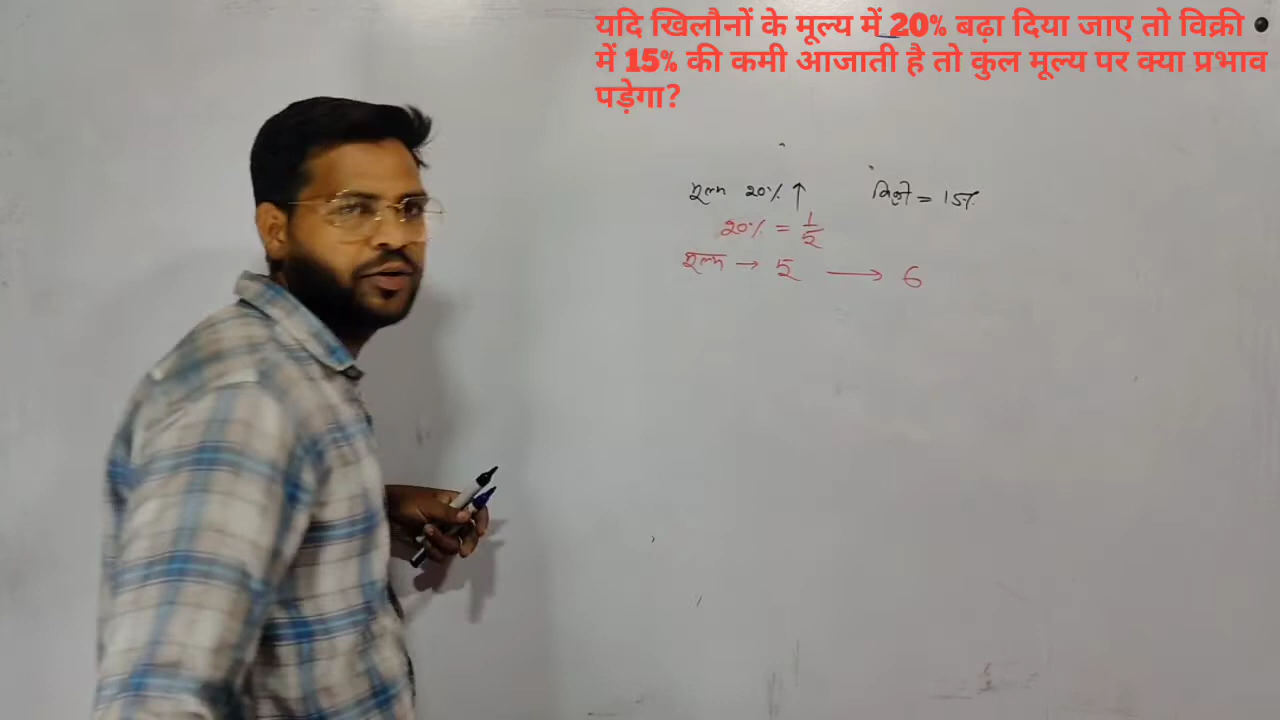 यदि खिलौनों के मूल्य में 20% बढ़ा दिया जाए तो विक्री
में 15% की कमी आजाती है तो कुल मूल्य पर क्या प्रभाव
पड़ेगा?
मूल्य 20% ↑ बिक्री = 15%
20% = 1/5
मूल्य → 5 → 6